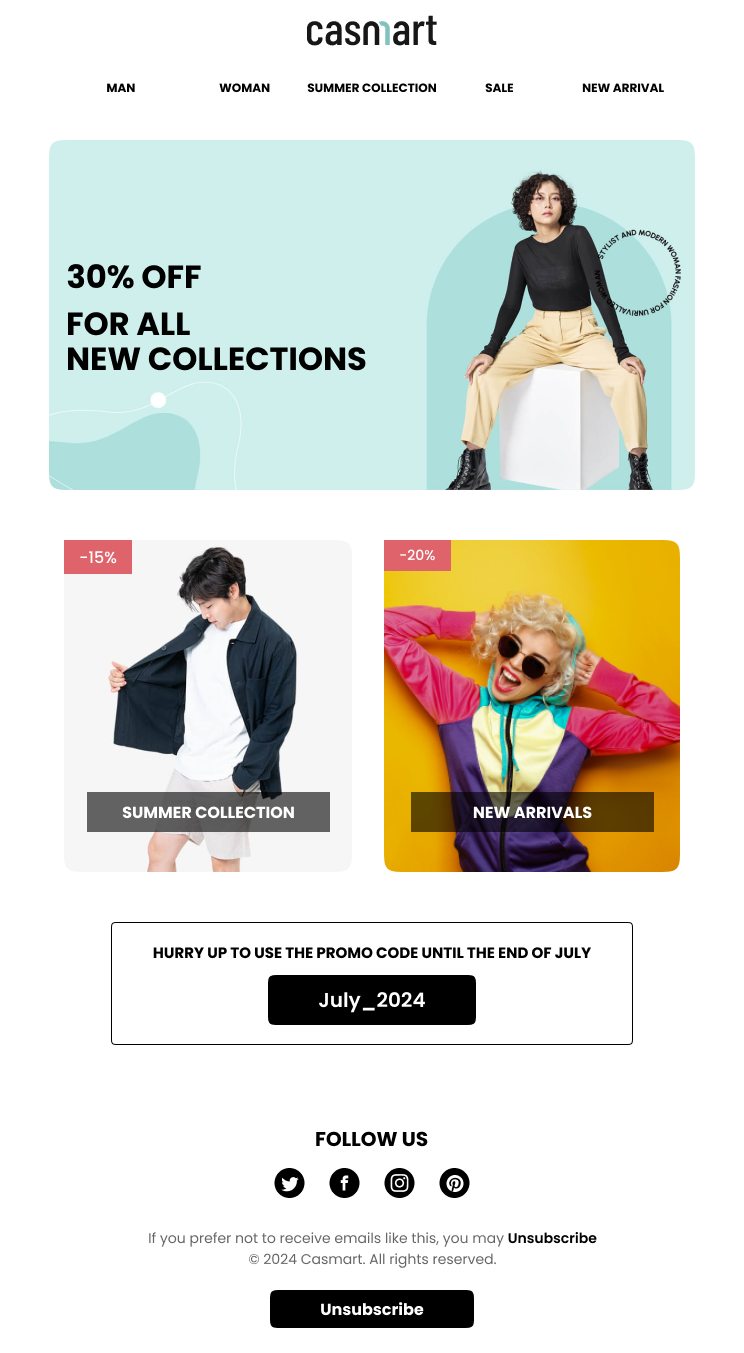 casmart
MAN WOMAN SUMMER COLLECTION SALE NEW ARRIVAL
30% OFF
FOR ALL
NEW COLLECTIONS
STYLIST AND MODERN WOMAN FASHION FOR UNRIVALLED WOMAN
-15%
-20%
SUMMER COLLECTION
NEW ARRIVALS
HURRY UP TO USE THE PROMO CODE UNTIL THE END OF JULY
July_2024
FOLLOW US
If you prefer not to receive emails like this, you may Unsubscribe
© 2024 Casmart. All rights reserved.
Unsubscribe